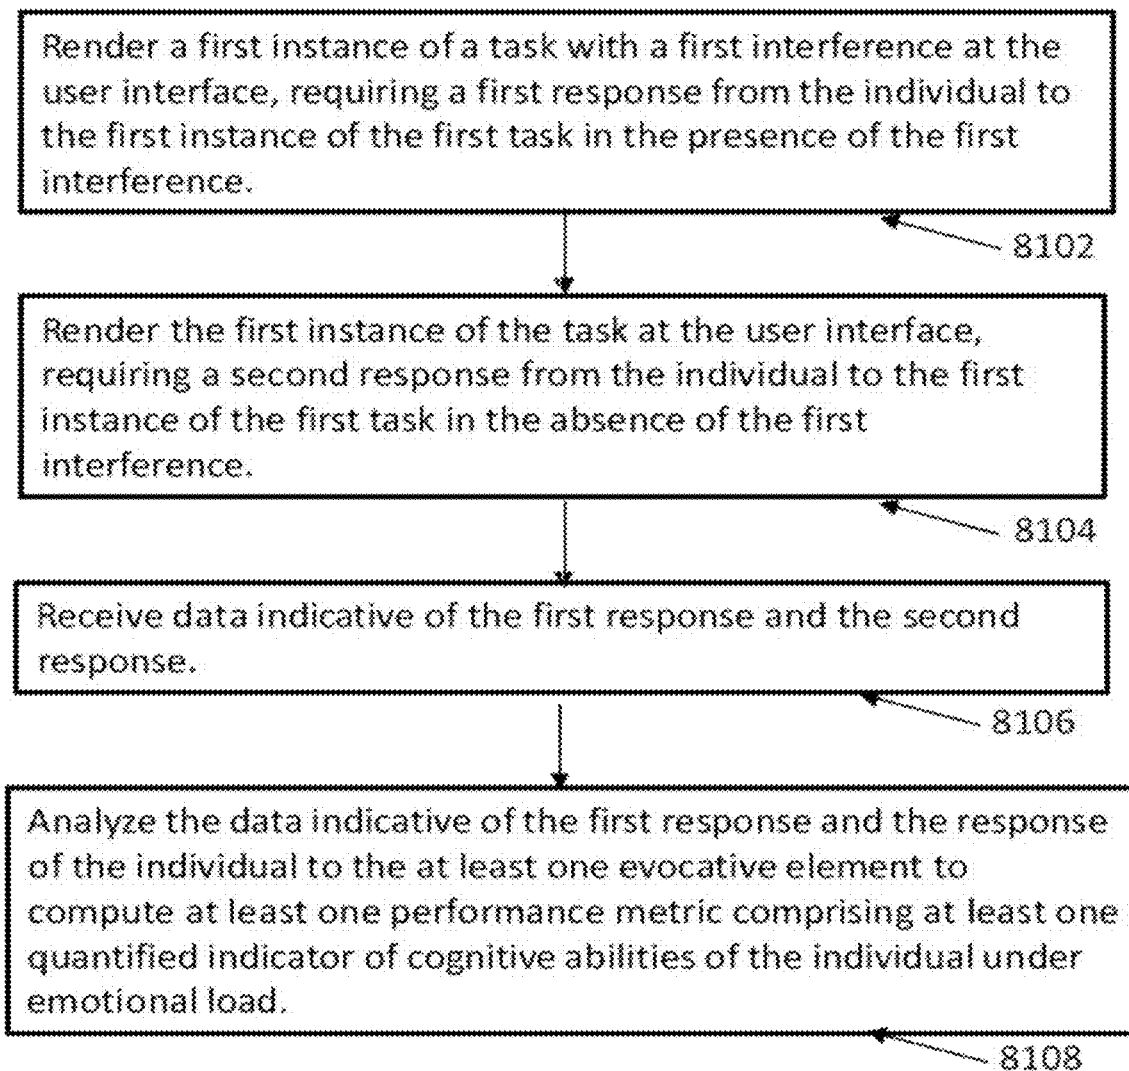 Render a first instance of a task with a first interference at the
user interface, requiring a first response from the individual to
the first instance of the first task in the presence of the first
interference.
8102
Render the first instance of the task at the user interface,
requiring a second response from the individual to the first
instance of the first task in the absence of the first
interference.
8104
Receive data indicative of the first response and the second
response.
8106
Analyze the data indicative of the first response and the response
of the individual to the at least one evocative element to
compute at least one performance metric comprising at least one
quantified indicator of cognitive abilities of the individual under
emotional load.
8108